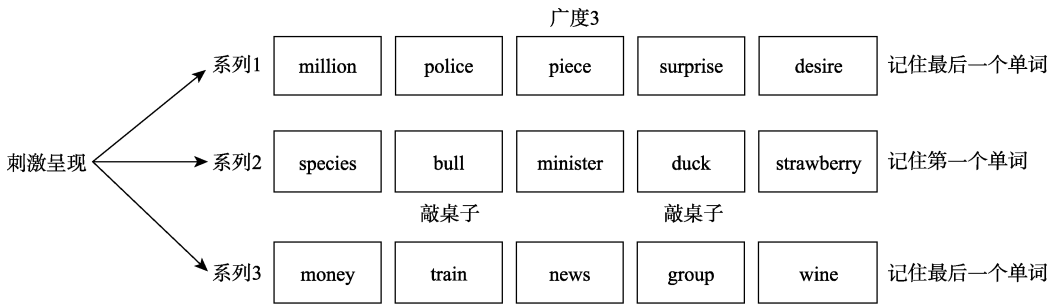 广度3
系列1 million police piece surprise desire 记住最后一个单词
刺激呈现 系列2 species bull minister duck strawberry 记住第一个单词
敲桌子 敲桌子
系列3 money train news group wine 记住最后一个单词